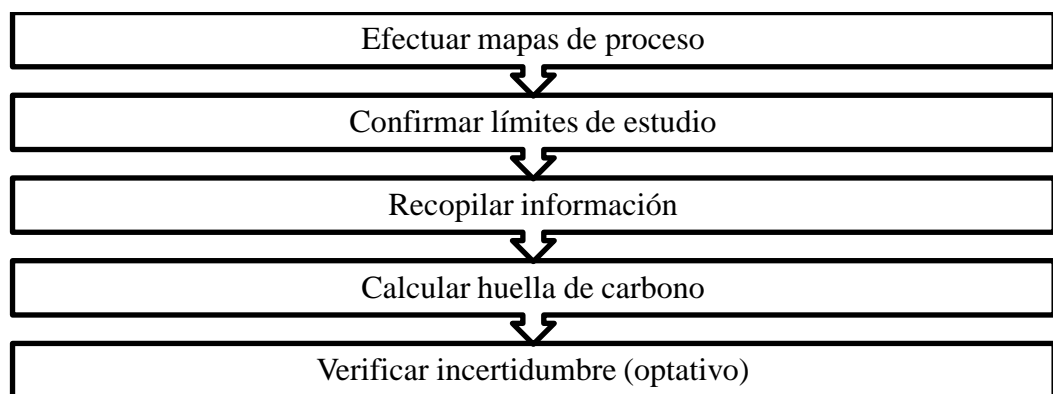 Efectuar mapas de proceso
Confirmar límites de estudio
Recopilar información
Calcular huella de carbono
Verificar incertidumbre (optativo)